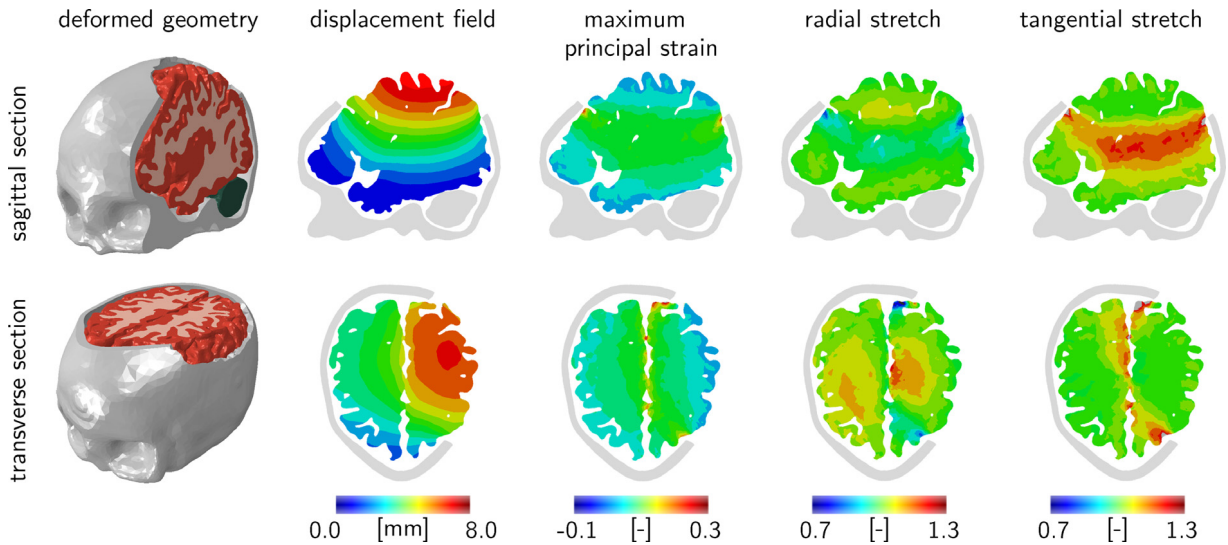 deformed geometry
displacement field
maximum
principal strain
radial stretch
tangential stretch
sagittal section
transverse section
0.0 [mm] 8.0
-0.1 [-] 0.3
0.7 [-] 1.3
0.7 [-] 1.3